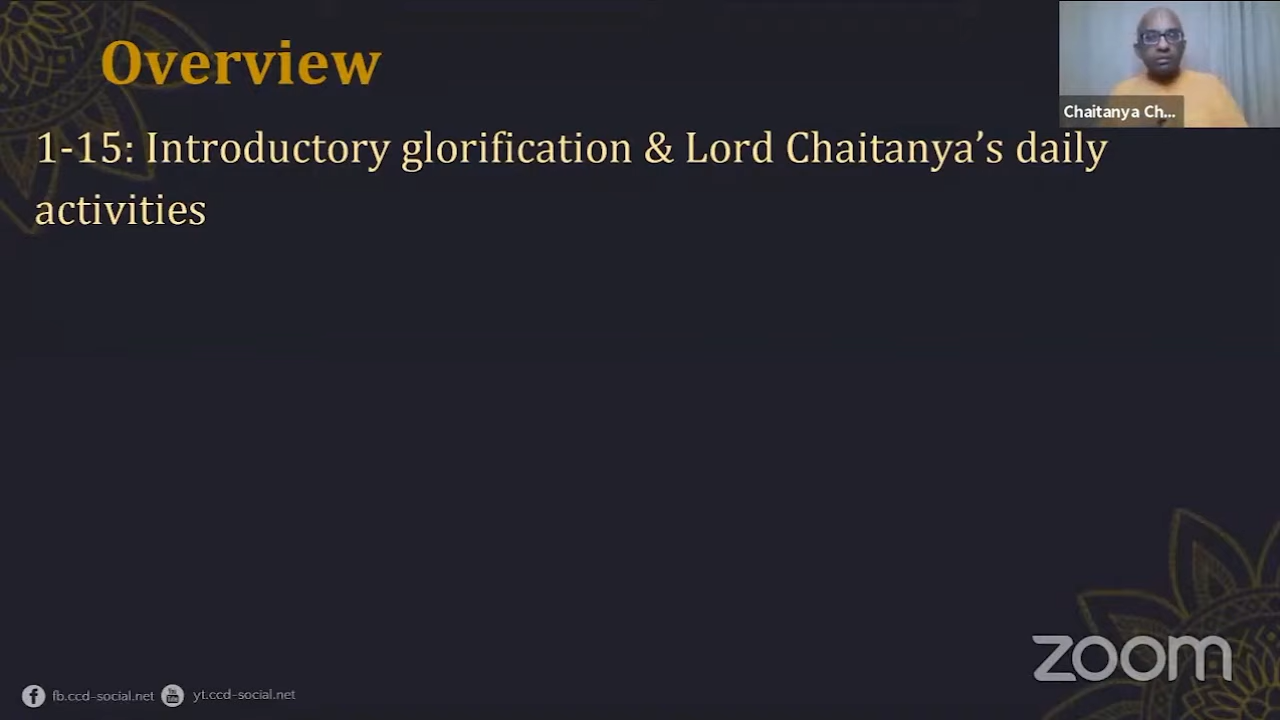 Overview
Chaitanya Ch...
1-15: Introductory glorification & Lord Chaitanya’s daily
activities
zoom
fb.ccd-social.net
yt.ccd-social.net